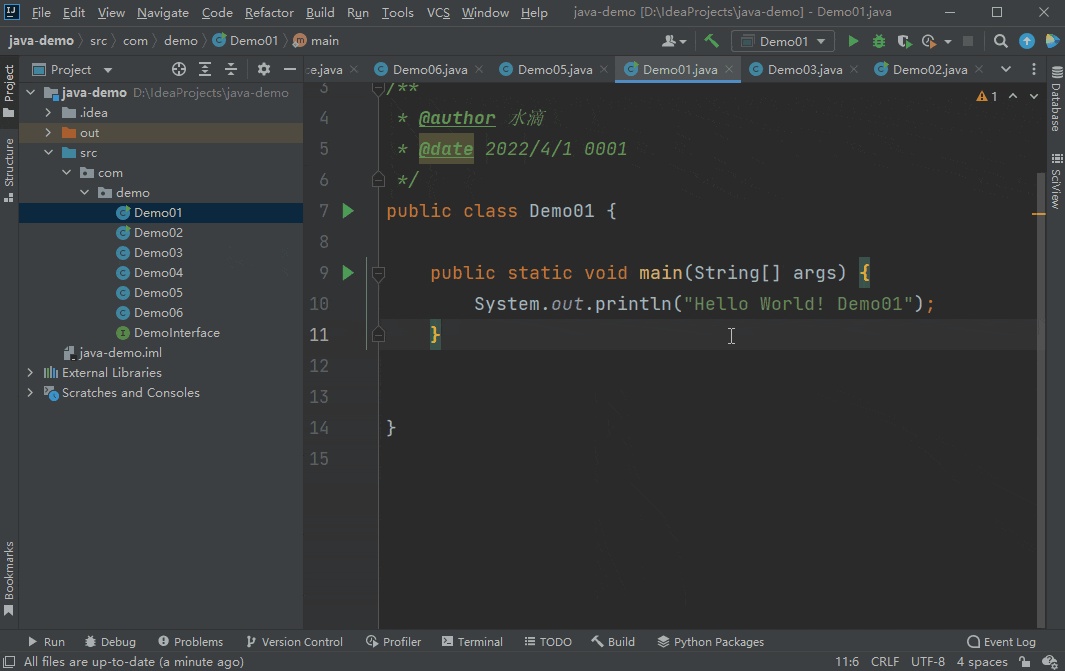 File Edit View Navigate Code Refactor Build Run Tools VCS Window Help java-demo [D:\IdeaProjects\java-demo] - Demo01.java
java-demo src com demo Demo01 main Demo01
Project ce.java Demo06.java Demo05.java Demo01.java Demo03.java Demo02.java
Project
Structure
Bookmarks
java-demo D:\IdeaProjects\java-demo
.idea
out
src
com
demo
Demo01
Demo02
Demo03
Demo04
Demo05
Demo06
DemoInterface
java-demo.iml
External Libraries
Scratches and Consoles
3 /**
4 * @author 水滴
5 * @date 2022/4/1 0001
6 */
7 public class Demo01 {
8
9 public static void main(String[] args) {
10 System.out.println("Hello World! Demo01");
11 }
12
13
14 }
15
1
Database
SciView
Run Debug Problems Version Control Profiler Terminal TODO Build Python Packages Event Log
All files are up-to-date (a minute ago) 11:6 CRLF UTF-8 4 spaces